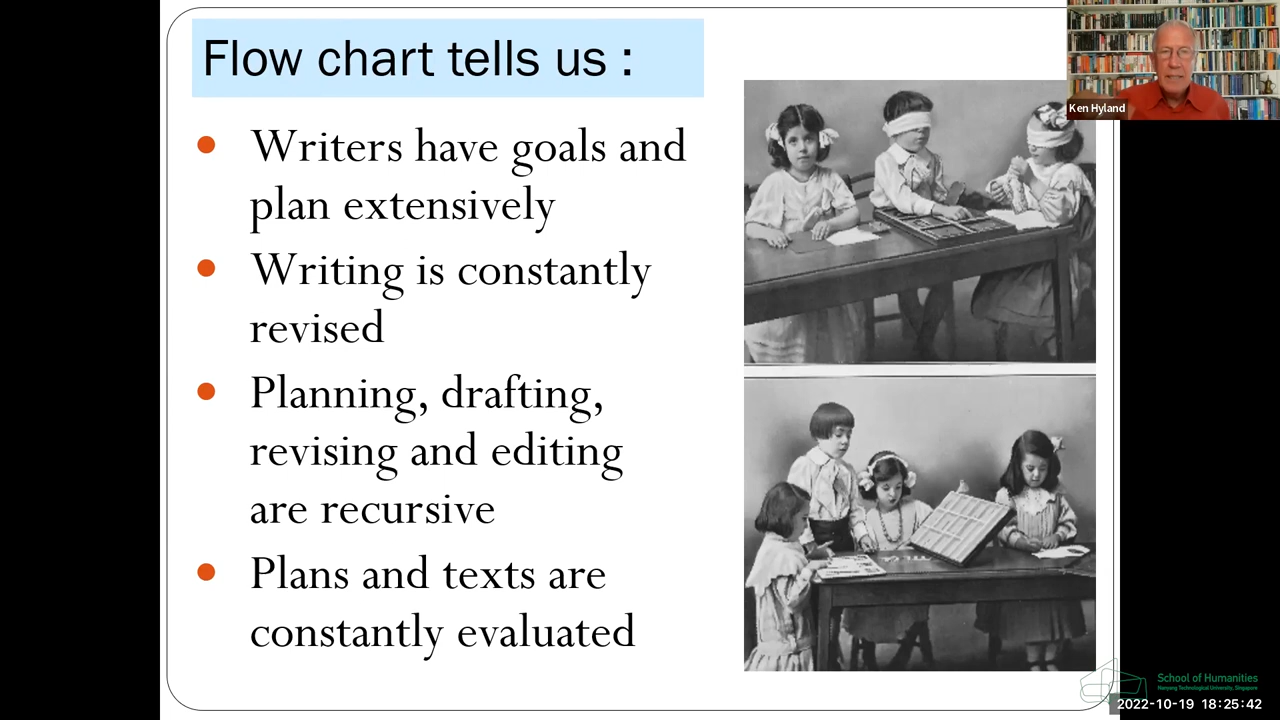 Flow chart tells us :
Writers have goals and
plan extensively
Writing is constantly
revised
Planning, drafting,
revising and editing
are recursive
Plans and texts are
constantly evaluated
Ken Hyland
School of Humanities
Nanyang Technological University, Singapore
2022-10-19 18:25:42